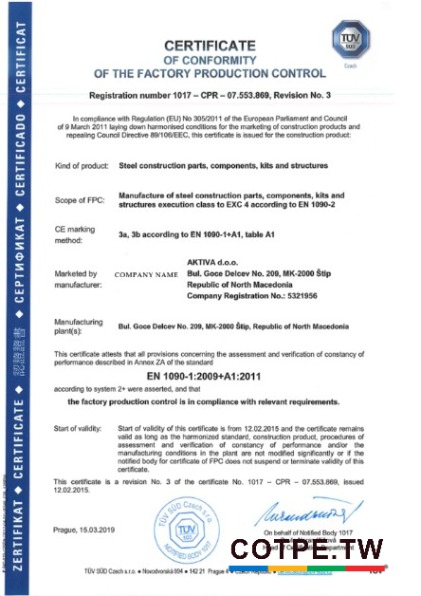 CERTIFICATE
OF CONFORMITY
OF THE FACTORY PRODUCTION CONTROL
TÜV
SÜD
Czech
Registration number 1017 – CPR – 07.553.869, Revision No. 3
In compliance with Regulation (EU) No 305/2011 of the European Parliament and Council
of 9 March 2011 laying down harmonised conditions for the marketing of construction products and
repealing Council Directive 89/106/EEC, this certificate is issued for the construction product:
Kind of product: Steel construction parts, components, kits and structures
Scope of FPC: Manufacture of steel construction parts, components, kits and
structures execution class to EXC 4 according to EN 1090-2
CE marking
method: 3a, 3b according to EN 1090-1+A1, table A1
Marketed by
manufacturer: COMPANY NAME
AKTIVA d.o.o.
Bul. Goce Delcev No. 209, MK-2000 Štip
Republic of North Macedonia
Company Registration No.: 5321956
Manufacturing
plant(s): Bul. Goce Delcev No. 209, MK-2000 Štip, Republic of North Macedonia
This certificate attests that all provisions concerning the assessment and verification of constancy of
performance described in Annex ZA of the standard
EN 1090-1:2009+A1:2011
according to system 2+ were asserted, and that
the factory production control is in compliance with relevant requirements.
Start of validity: Start of validity of this certificate is from 12.02.2015 and the certificate remains
valid as long as the harmonized standard, construction product, procedures of
assessment and verification of constancy of performance and/or the
manufacturing conditions in the plant are not modified significantly or if the
notified body for certificate of FPC does not suspend or terminate validity of this
certificate.
This certificate is a revision No. 3 of the certificate No. 1017 – CPR – 07.553.869, issued
12.02.2015.
TÜV SÜD Czech s.r.o.
TÜV
SÜD
NOTIFIED BODY 1017
Prague, 15.03.2019
On behalf of Notified Body 1017
COTPE.TW
TÜV SÜD Czech s.r.o. • Novodvorská 994 • 142 21 Prague 4
ZERTIFIKAT ◆ CERTIFICATE ◆ 認證證書 ◆ СЕРТИФИКАТ ◆ CERTIFICADO ◆ CERTIFICAT